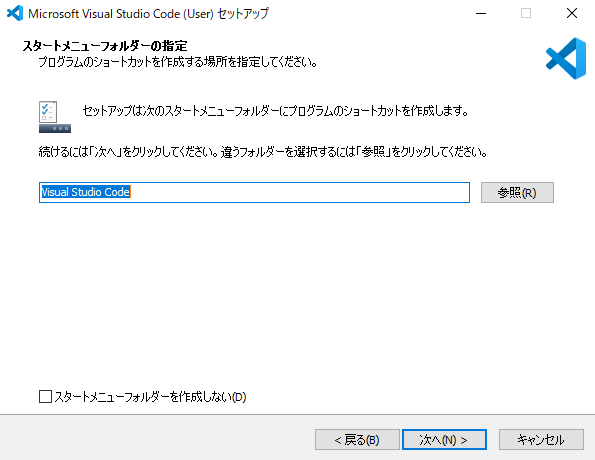 Microsoft Visual Studio Code (User) セットアップ
スタートメニューフォルダーの指定
プログラムのショートカットを作成する場所を指定してください。
セットアップは次のスタートメニューフォルダーにプログラムのショートカットを作成します。
続けるには「次へ」をクリックしてください。違うフォルダーを選択するには「参照」をクリックしてください。
Visual Studio Code 参照(R)
スタートメニューフォルダーを作成しない(D)
< 戻る(B) 次へ(N) > キャンセル